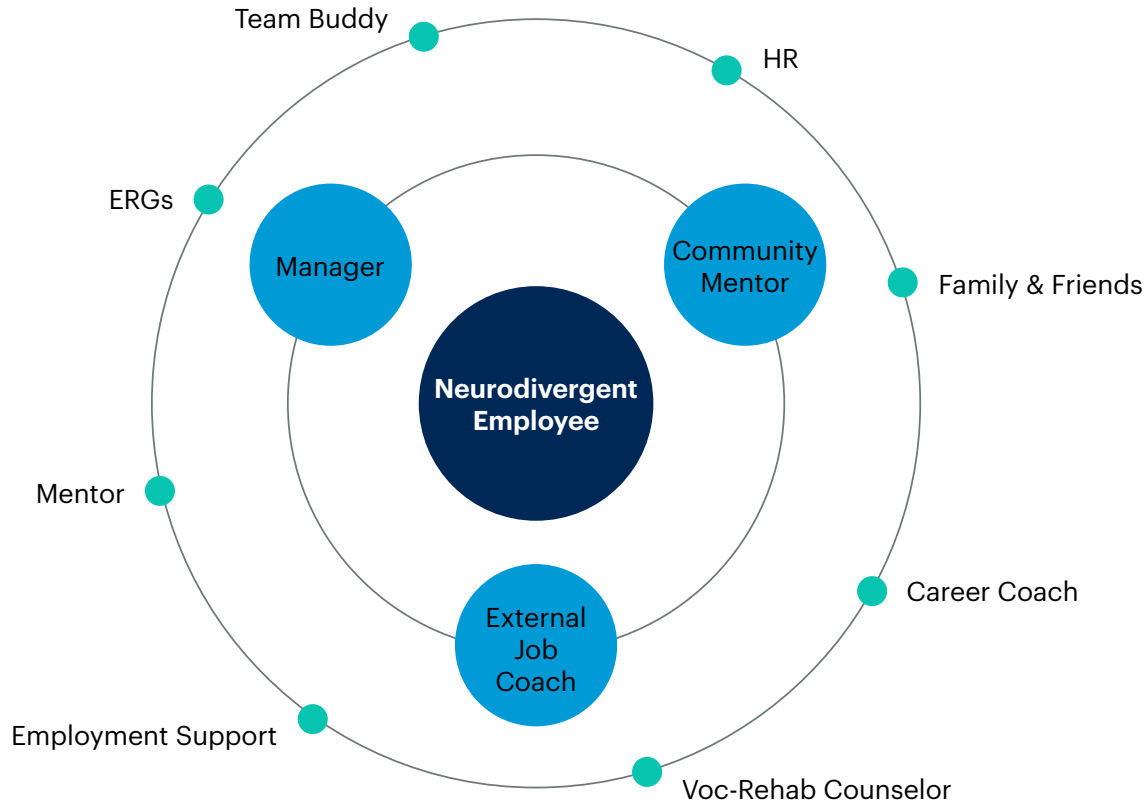 Team Buddy
HR
ERGs
Manager
Community
Mentor
Family & Friends
Neurodivergent
Employee
Mentor
Career Coach
External
Job
Coach
Employment Support
Voc-Rehab Counselor